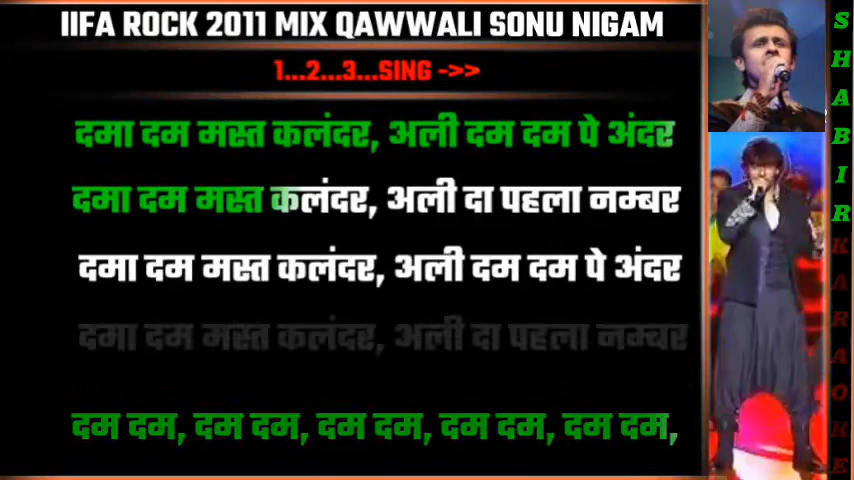 IIFA ROCK 2011 MIX QAWWALI SONU NIGAM
1...2...3...SING ->>
दमा दम मस्त कलंदर, अली दम दम पे अंदर
दमा दम मस्त कलंदर, अली दा पहला नम्बर
दमा दम मस्त कलंदर, अली दम दम पे अंदर
दमा दम मस्त कलंदर, अली दा पहला नम्बर
दम दम, दम दम, दम दम, दम दम, दम दम,
SHABIR KARAOKE